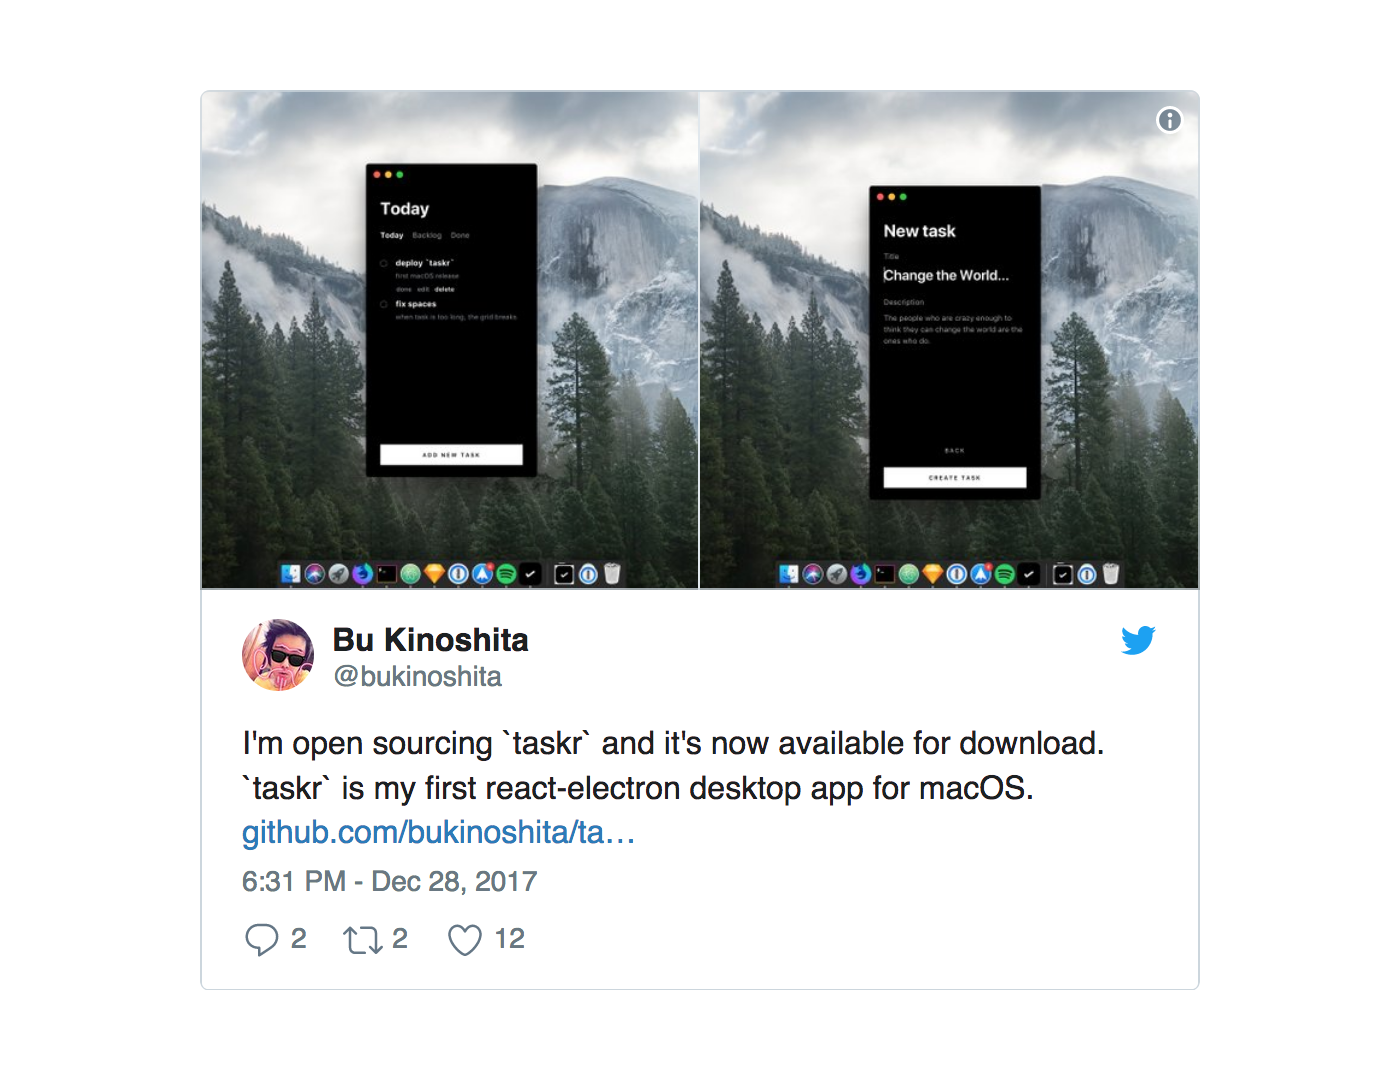 Today
Today Backlog Done
deploy `taskr`
first macOS release
done edit delete
fix spaces
when task is too long, the grid breaks
ADD NEW TASK
New task
Title
Change the World...
Description
The people who are crazy enough to
think they can change the world are the
ones who do.
BACK
CREATE TASK
Bu Kinoshita
@bukinoshita
I'm open sourcing `taskr` and it's now available for download.
`taskr` is my first react-electron desktop app for macOS.
github.com/bukinoshita/ta…
6:31 PM - Dec 28, 2017
2 2 12